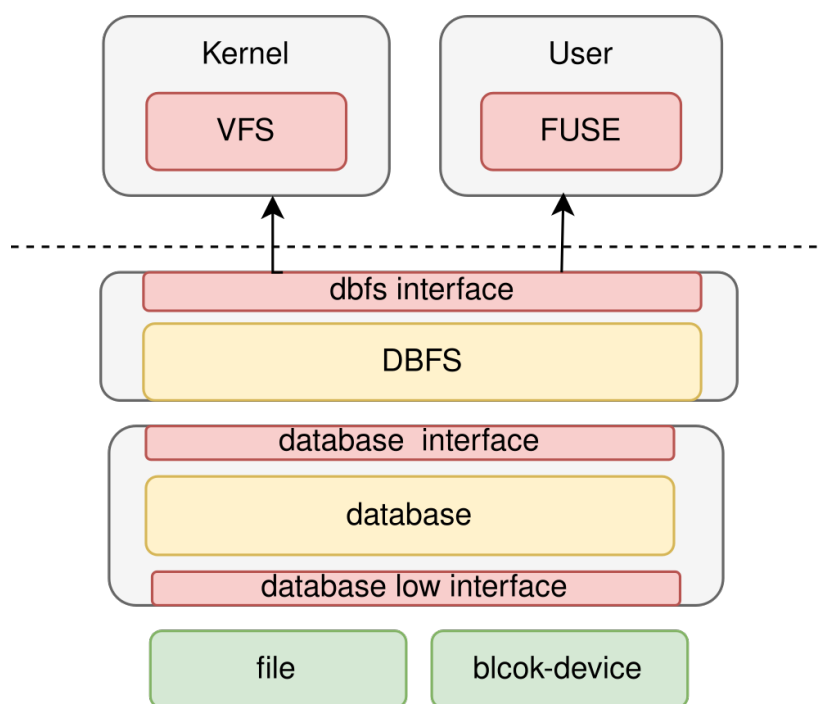 Kernel
User
VFS
FUSE
dbfs interface
DBFS
database interface
database
database low interface
file
blcok-device